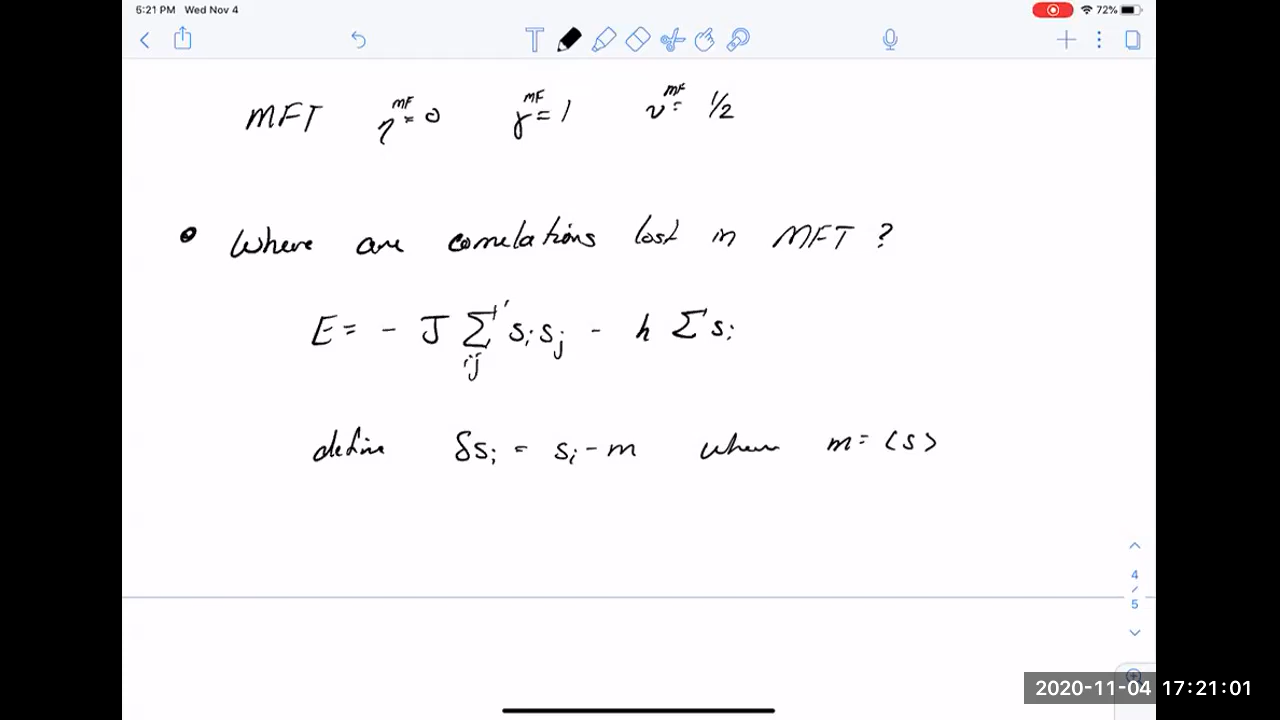 6:21 PM Wed Nov 4 72%
MFT η^MF = 0 γ^MF = 1 ν^MF = 1/2
• Where are correlations lost in MFT ?
E = - J Σ'_ij s_i s_j - h Σ s_i
define δs_i = s_i - m where m = ⟨s⟩
4
/
5
2020-11-04 17:21:01